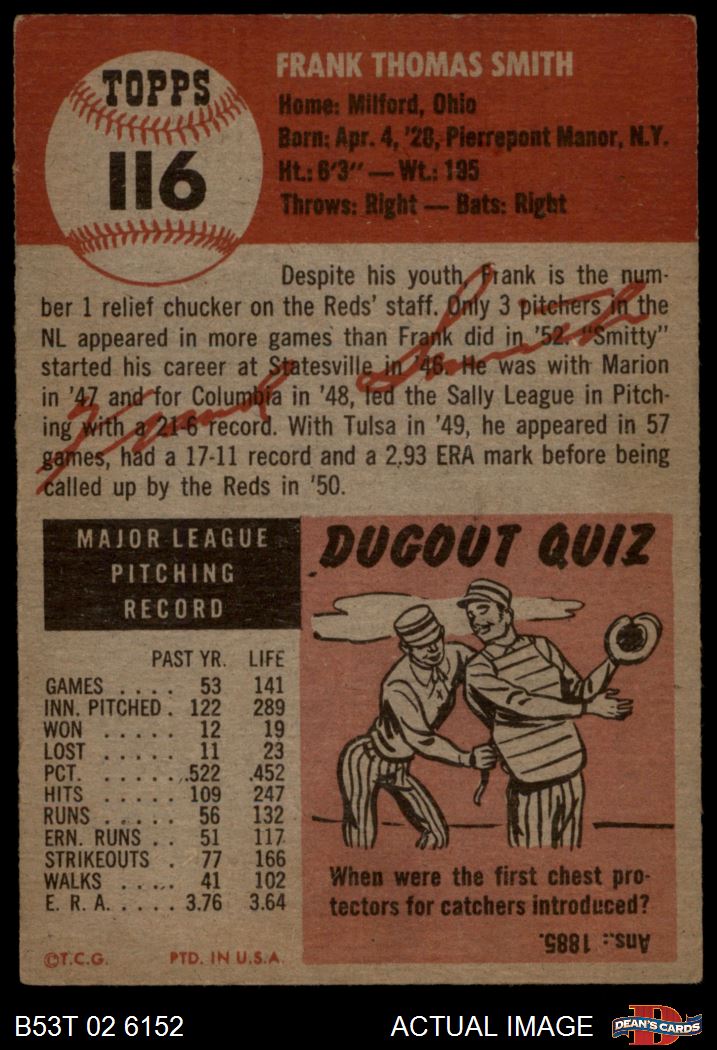 TOPPS
116
FRANK THOMAS SMITH
Home: Milford, Ohio
Born: Apr. 4, '28, Pierrepont Manor, N.Y.
Ht.: 6'3" — Wt.: 195
Throws: Right — Bats: Right
Despite his youth, Frank is the num-
ber 1 relief chucker on the Reds' staff. Only 3 pitchers in the
NL appeared in more games than Frank did in '52. "Smitty"
started his career at Statesville in '46. He was with Marion
in '47 and for Columbia in '48, led the Sally League in Pitch-
ing with a 21-6 record. With Tulsa in '49, he appeared in 57
games, had a 17-11 record and a 2.93 ERA mark before being
called up by the Reds in '50.
Frank Smith
MAJOR LEAGUE
PITCHING
RECORD
PAST YR. LIFE
GAMES . . . . 53 141
INN. PITCHED . 122 289
WON . . . . . 12 19
LOST . . . . . 11 23
PCT. . . . . . .522 .452
HITS . . . . . 109 247
RUNS . . . . . 56 132
ERN. RUNS . . 51 117
STRIKEOUTS . 77 166
WALKS . . . . 41 102
E. R. A. . . . . 3.76 3.64
©T.C.G. PTD. IN U.S.A.
DUGOUT QUIZ
When were the first chest pro-
tectors for catchers introduced?
Ans.: 1885.
B53T 02 6152 ACTUAL IMAGE DEAN'S CARDS